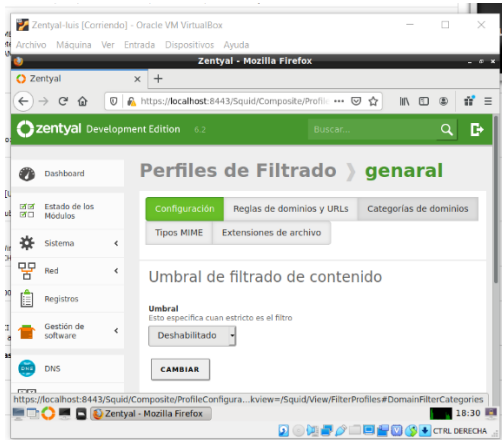 Zentyal-luis [Corriendo] - Oracle VM VirtualBox
Archivo Máquina Ver Entrada Dispositivos Ayuda
Zentyal - Mozilla Firefox
Zentyal
https://localhost:8443/Squid/Composite/Profile
zentyal Development Edition 6.2
Buscar...
Dashboard
Estado de los
Módulos
Sistema
Red
Registros
Gestión de
software
DNS
Perfiles de Filtrado genaral
Configuración Reglas de dominios y URLs Categorías de dominios
Tipos MIME Extensiones de archivo
Umbral de filtrado de contenido
Umbral
Esto especifica cuan estricto es el filtro
Deshabilitado
CAMBIAR
https://localhost:8443/Squid/Composite/ProfileConfigura...kview=/Squid/View/FilterProfiles#DomainFilterCategories
Zentyal - Mozilla Firefox
18:30
CTRL DERECHA